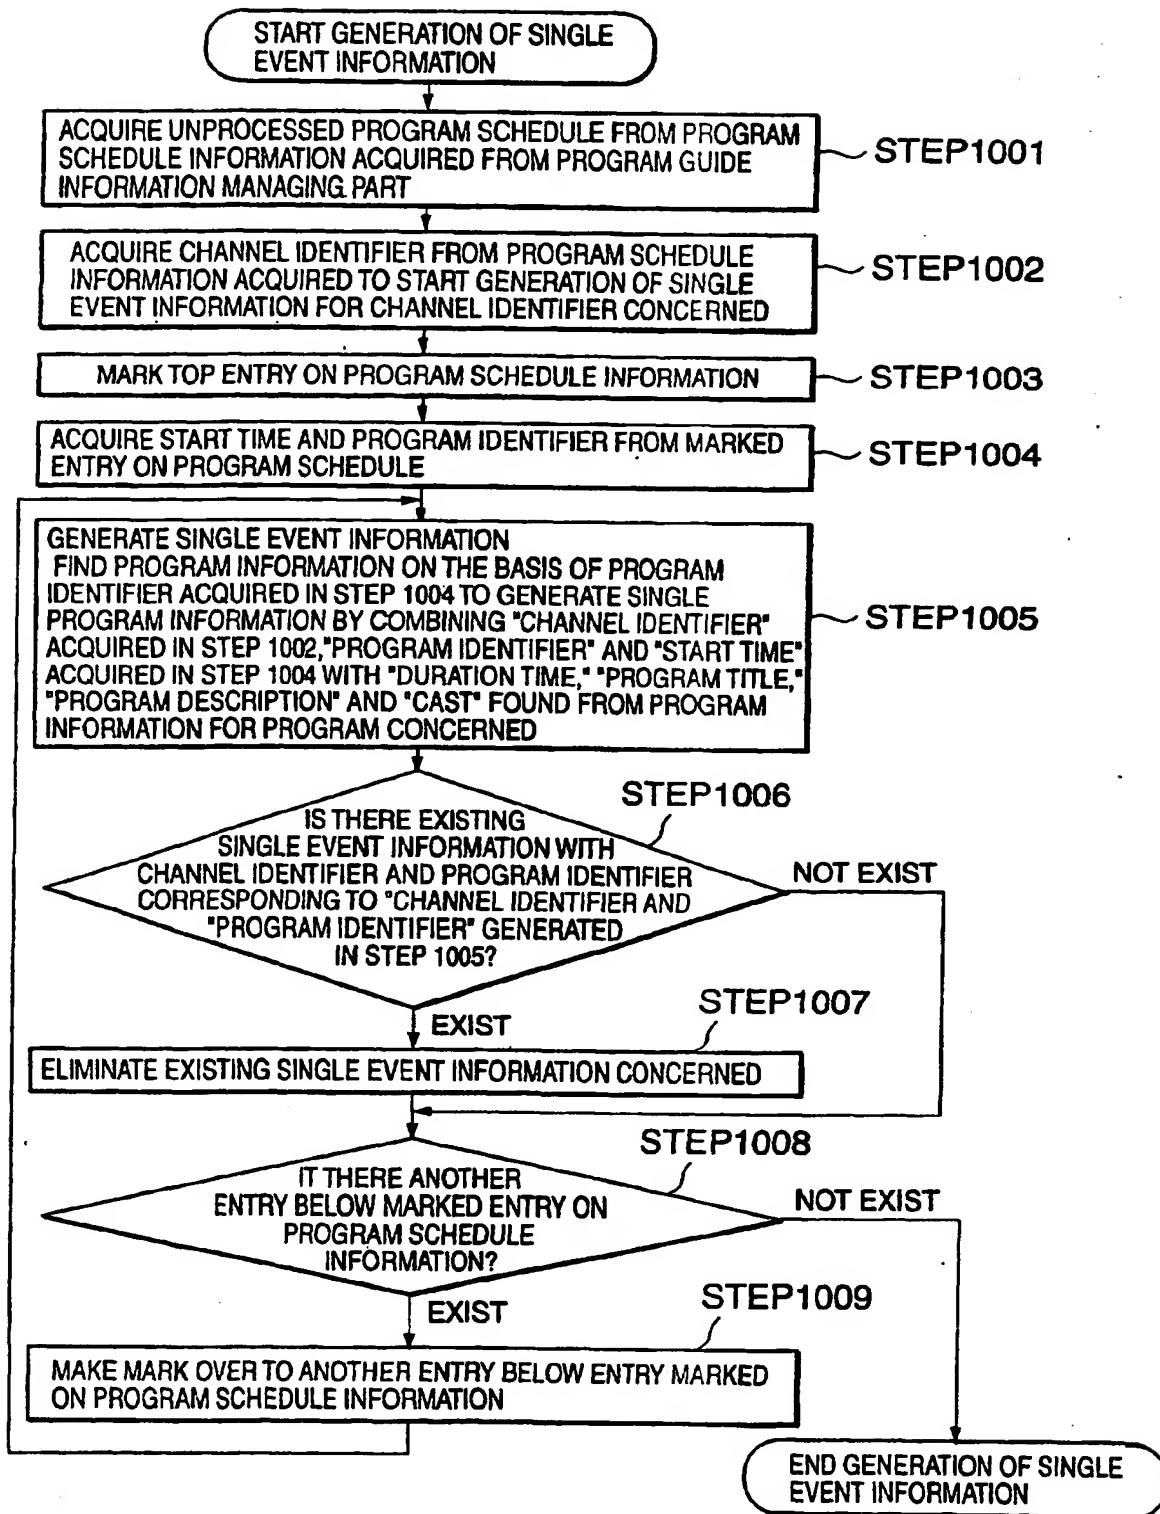 START GENERATION OF SINGLE
EVENT INFORMATION
ACQUIRE UNPROCESSED PROGRAM SCHEDULE FROM PROGRAM
SCHEDULE INFORMATION ACQUIRED FROM PROGRAM GUIDE
INFORMATION MANAGING PART
STEP1001
ACQUIRE CHANNEL IDENTIFIER FROM PROGRAM SCHEDULE
INFORMATION ACQUIRED TO START GENERATION OF SINGLE
EVENT INFORMATION FOR CHANNEL IDENTIFIER CONCERNED
STEP1002
MARK TOP ENTRY ON PROGRAM SCHEDULE INFORMATION
STEP1003
ACQUIRE START TIME AND PROGRAM IDENTIFIER FROM MARKED
ENTRY ON PROGRAM SCHEDULE
STEP1004
GENERATE SINGLE EVENT INFORMATION
FIND PROGRAM INFORMATION ON THE BASIS OF PROGRAM
IDENTIFIER ACQUIRED IN STEP 1004 TO GENERATE SINGLE
PROGRAM INFORMATION BY COMBINING "CHANNEL IDENTIFIER"
ACQUIRED IN STEP 1002,"PROGRAM IDENTIFIER" AND "START TIME"
ACQUIRED IN STEP 1004 WITH "DURATION TIME," "PROGRAM TITLE,"
"PROGRAM DESCRIPTION" AND "CAST" FOUND FROM PROGRAM
INFORMATION FOR PROGRAM CONCERNED
STEP1005
STEP1006
IS THERE EXISTING
SINGLE EVENT INFORMATION WITH
CHANNEL IDENTIFIER AND PROGRAM IDENTIFIER
CORRESPONDING TO "CHANNEL IDENTIFIER AND
"PROGRAM IDENTIFIER" GENERATED
IN STEP 1005?
NOT EXIST
EXIST
STEP1007
ELIMINATE EXISTING SINGLE EVENT INFORMATION CONCERNED
STEP1008
IT THERE ANOTHER
ENTRY BELOW MARKED ENTRY ON
PROGRAM SCHEDULE
INFORMATION?
NOT EXIST
EXIST
STEP1009
MAKE MARK OVER TO ANOTHER ENTRY BELOW ENTRY MARKED
ON PROGRAM SCHEDULE INFORMATION
END GENERATION OF SINGLE
EVENT INFORMATION